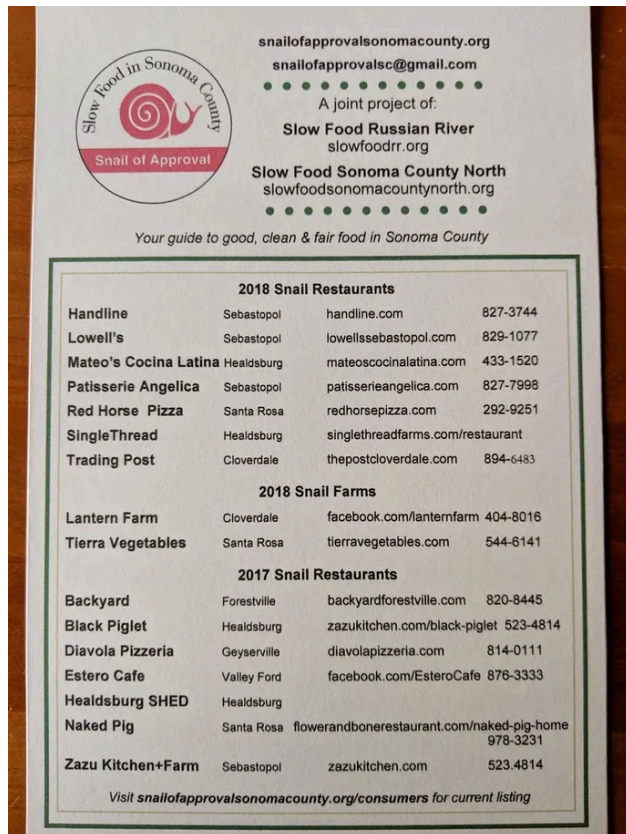 Slow Food in Sonoma County
Snail of Approval
snailofapprovalsonomacounty.org
snailofapprovalsc@gmail.com
A joint project of:
Slow Food Russian River
slowfoodrr.org
Slow Food Sonoma County North
slowfoodsonomacountynorth.org
Your guide to good, clean & fair food in Sonoma County
2018 Snail Restaurants
Handline Sebastopol handline.com 827-3744
Lowell's Sebastopol lowellssebastopol.com 829-1077
Mateo's Cocina Latina Healdsburg mateoscocinalatina.com 433-1520
Patisserie Angelica Sebastopol patisserieangelica.com 827-7998
Red Horse Pizza Santa Rosa redhorsepizza.com 292-9251
SingleThread Healdsburg singlethreadfarms.com/restaurant
Trading Post Cloverdale thepostcloverdale.com 894-6483
2018 Snail Farms
Lantern Farm Cloverdale facebook.com/lanternfarm 404-8016
Tierra Vegetables Santa Rosa tierravegetables.com 544-6141
2017 Snail Restaurants
Backyard Forestville backyardforestville.com 820-8445
Black Piglet Healdsburg zazukitchen.com/black-piglet 523-4814
Diavola Pizzeria Geyserville diavolapizzeria.com 814-0111
Estero Cafe Valley Ford facebook.com/EsteroCafe 876-3333
Healdsburg SHED Healdsburg
Naked Pig Santa Rosa flowerandbonerestaurant.com/naked-pig-home
978-3231
Zazu Kitchen+Farm Sebastopol zazukitchen.com 523.4814
Visit snailofapprovalsonomacounty.org/consumers for current listing